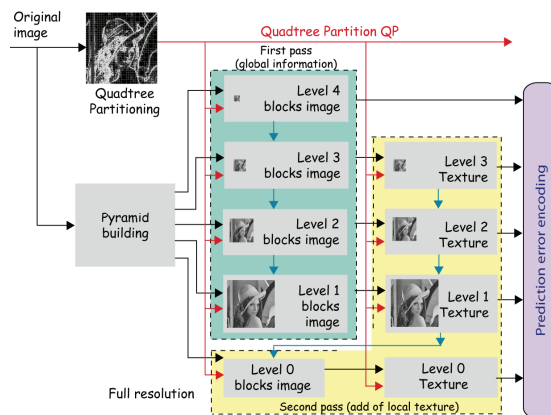 Original
image
Quadtree Partition QP
First pass
(global information)
Quadtree
Partitioning
Level 4
blocks image
Level 3
blocks image
Level 3
Texture
Pyramid
building
Level 2
blocks image
Level 2
Texture
Level 1
blocks
image
Level 1
Texture
Prediction error encoding
Level 0
blocks image
Level 0
Texture
Full resolution
Second pass (add of local texture)